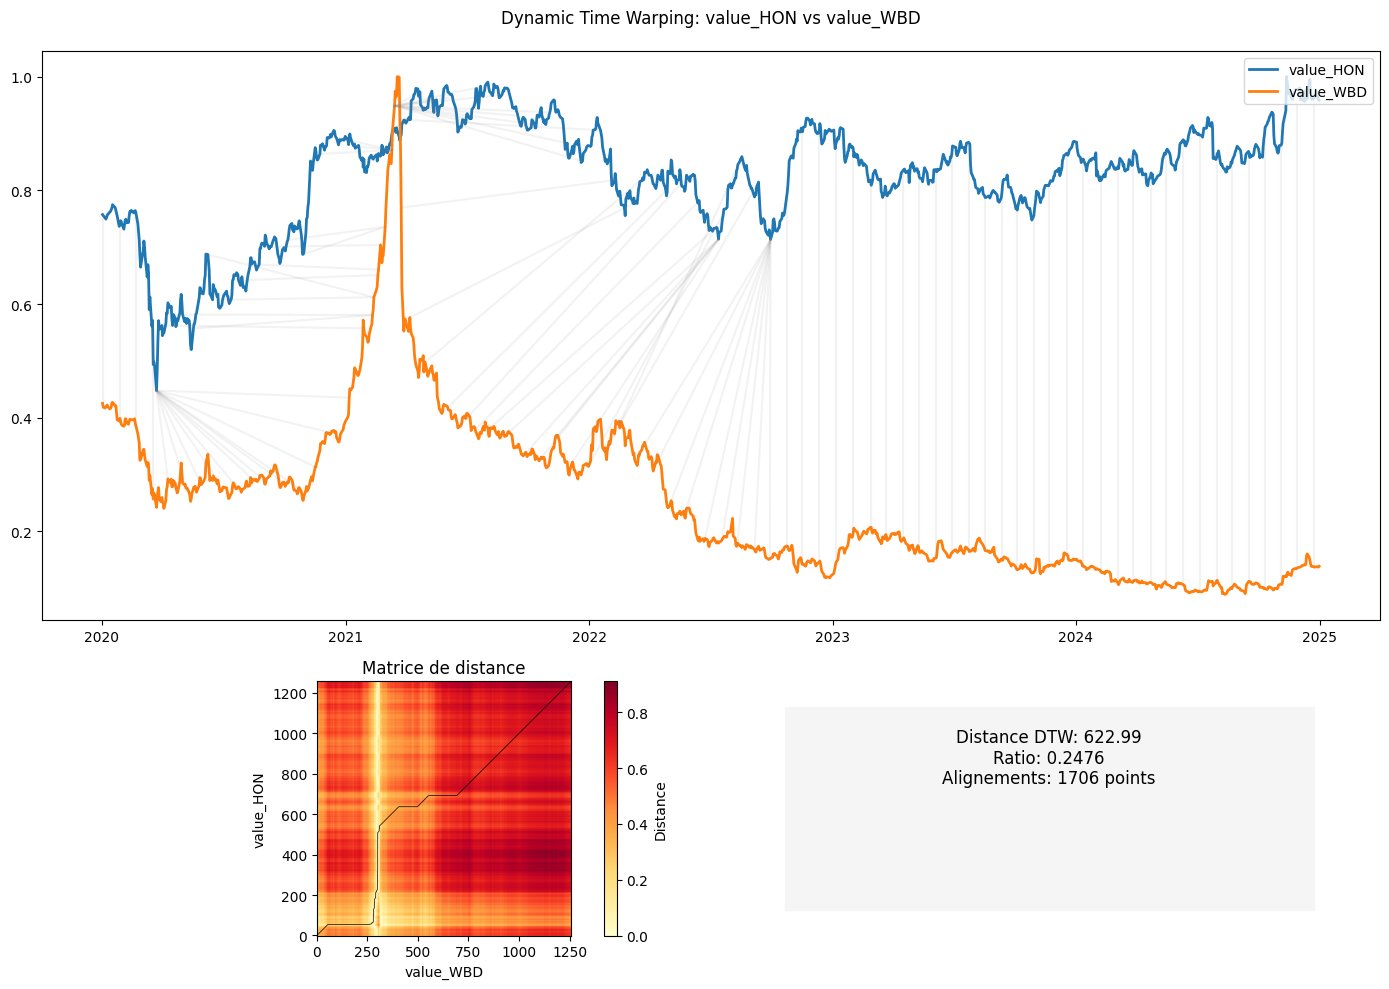 Dynamic Time Warping: value_HON vs value_WBD
1.0
0.8
0.6
0.4
0.2
value_HON
value_WBD
2020 2021 2022 2023 2024 2025
Matrice de distance
value_HON
1200
1000
800
600
400
200
0
0 250 500 750 1000 1250
value_WBD
0.8
0.6
0.4
0.2
0.0
Distance
Distance DTW: 622.99
Ratio: 0.2476
Alignements: 1706 points